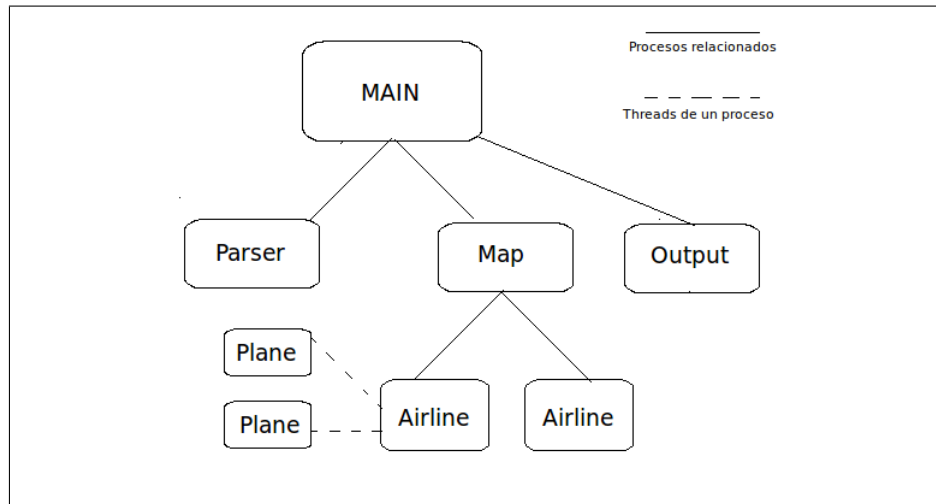 MAIN
Procesos relacionados
Threads de un proceso
Parser
Map
Output
Plane
Plane
Airline
Airline